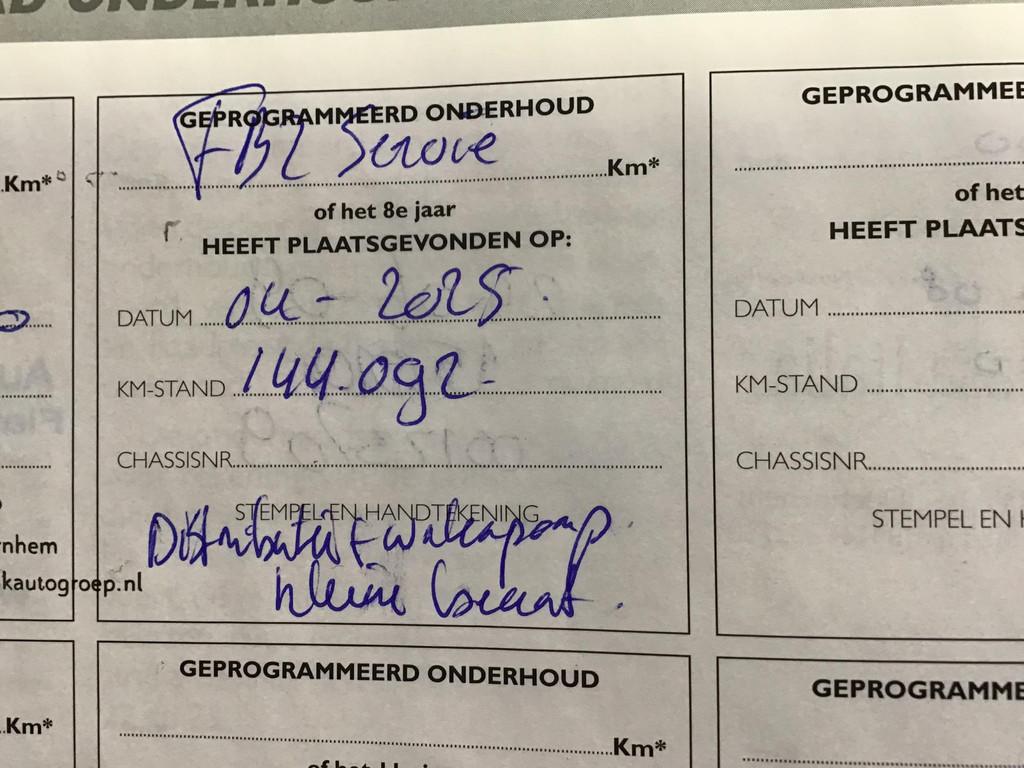 GEPROGRAMMEERD ONDERHOUD
FBZ Service
Km*
of het 8e jaar
HEEFT PLAATSGEVONDEN OP:
DATUM 04 - 2025.
KM-STAND 144.092-
CHASSISNR.
STEMPEL EN HANDTEKENING
Distributie + waterpomp
kleine beurt.
GEPROGRAMMEERD ONDERHOUD
Km*
.Km*
nhem
kautogroep.nl
.Km*
GEPROGRAMMEE
of het
HEEFT PLAATS
DATUM
KM-STAND
CHASSISNR.
STEMPEL EN H
GEPROGRAMME